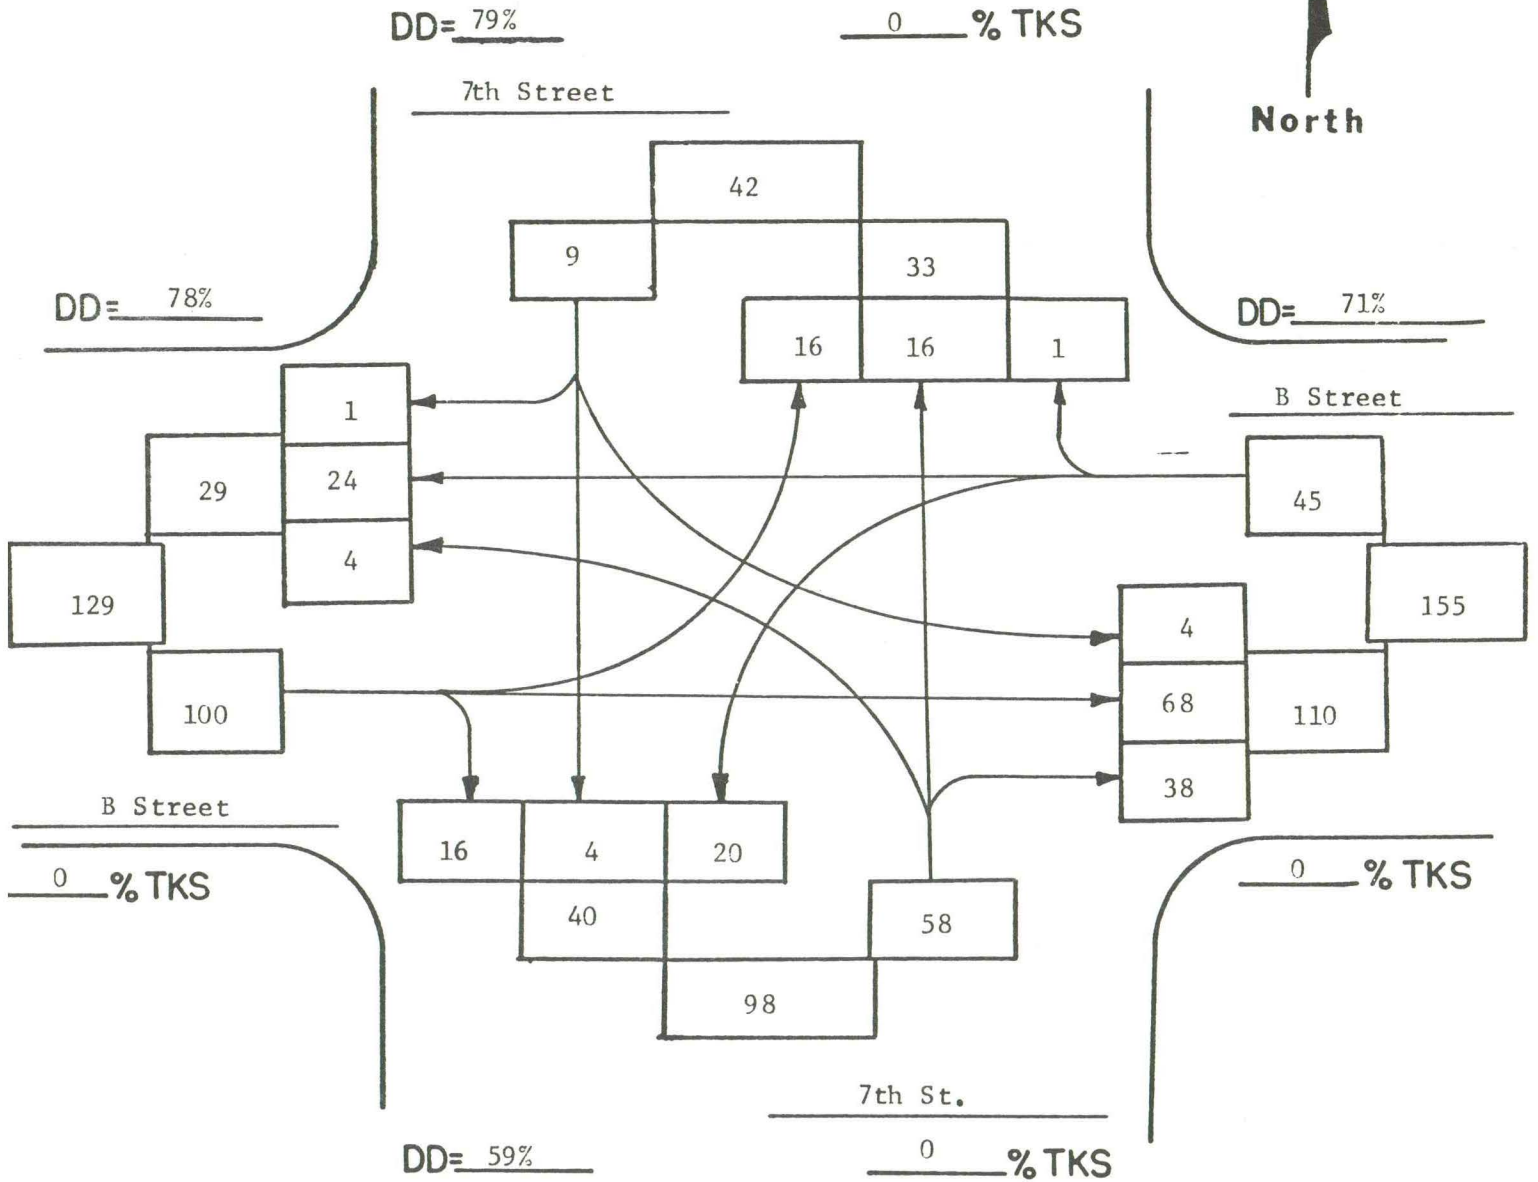 DD= 79%
0 % TKS
7th Street
North
42
9
33
DD= 78%
DD= 71%
16 16 1
1
B Street
29
24
45
4
129
155
4
100
68
110
38
B Street
16 4 20
0 % TKS
0 % TKS
40
58
98
7th St.
DD= 59%
0 % TKS